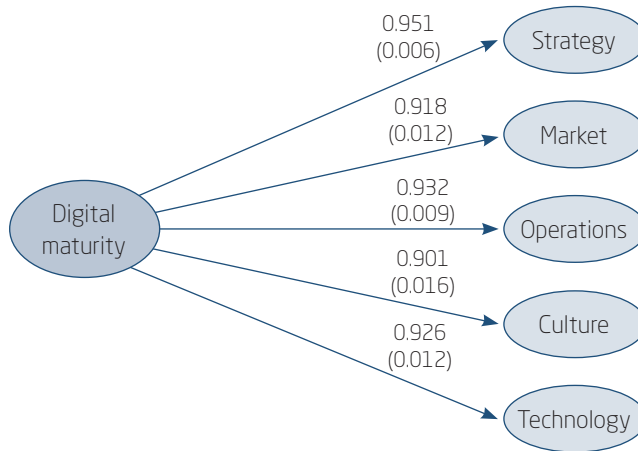 0.951
(0.006)
Strategy
0.918
(0.012)
Market
0.932
(0.009)
Digital
maturity
Operations
0.901
(0.016)
Culture
0.926
(0.012)
Technology